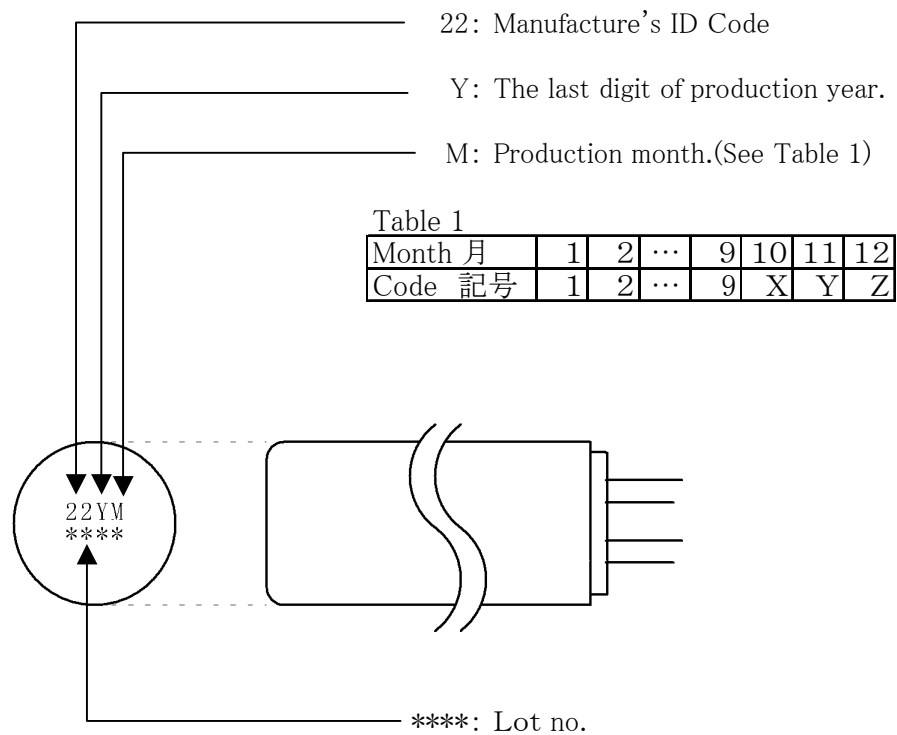 22: Manufacture's ID Code
Y: The last digit of production year.
M: Production month.(See Table 1)
Table 1
Month 月 1 2 … 9 10 11 12
Code 記号 1 2 … 9 X Y Z
22YM
****
****: Lot no.